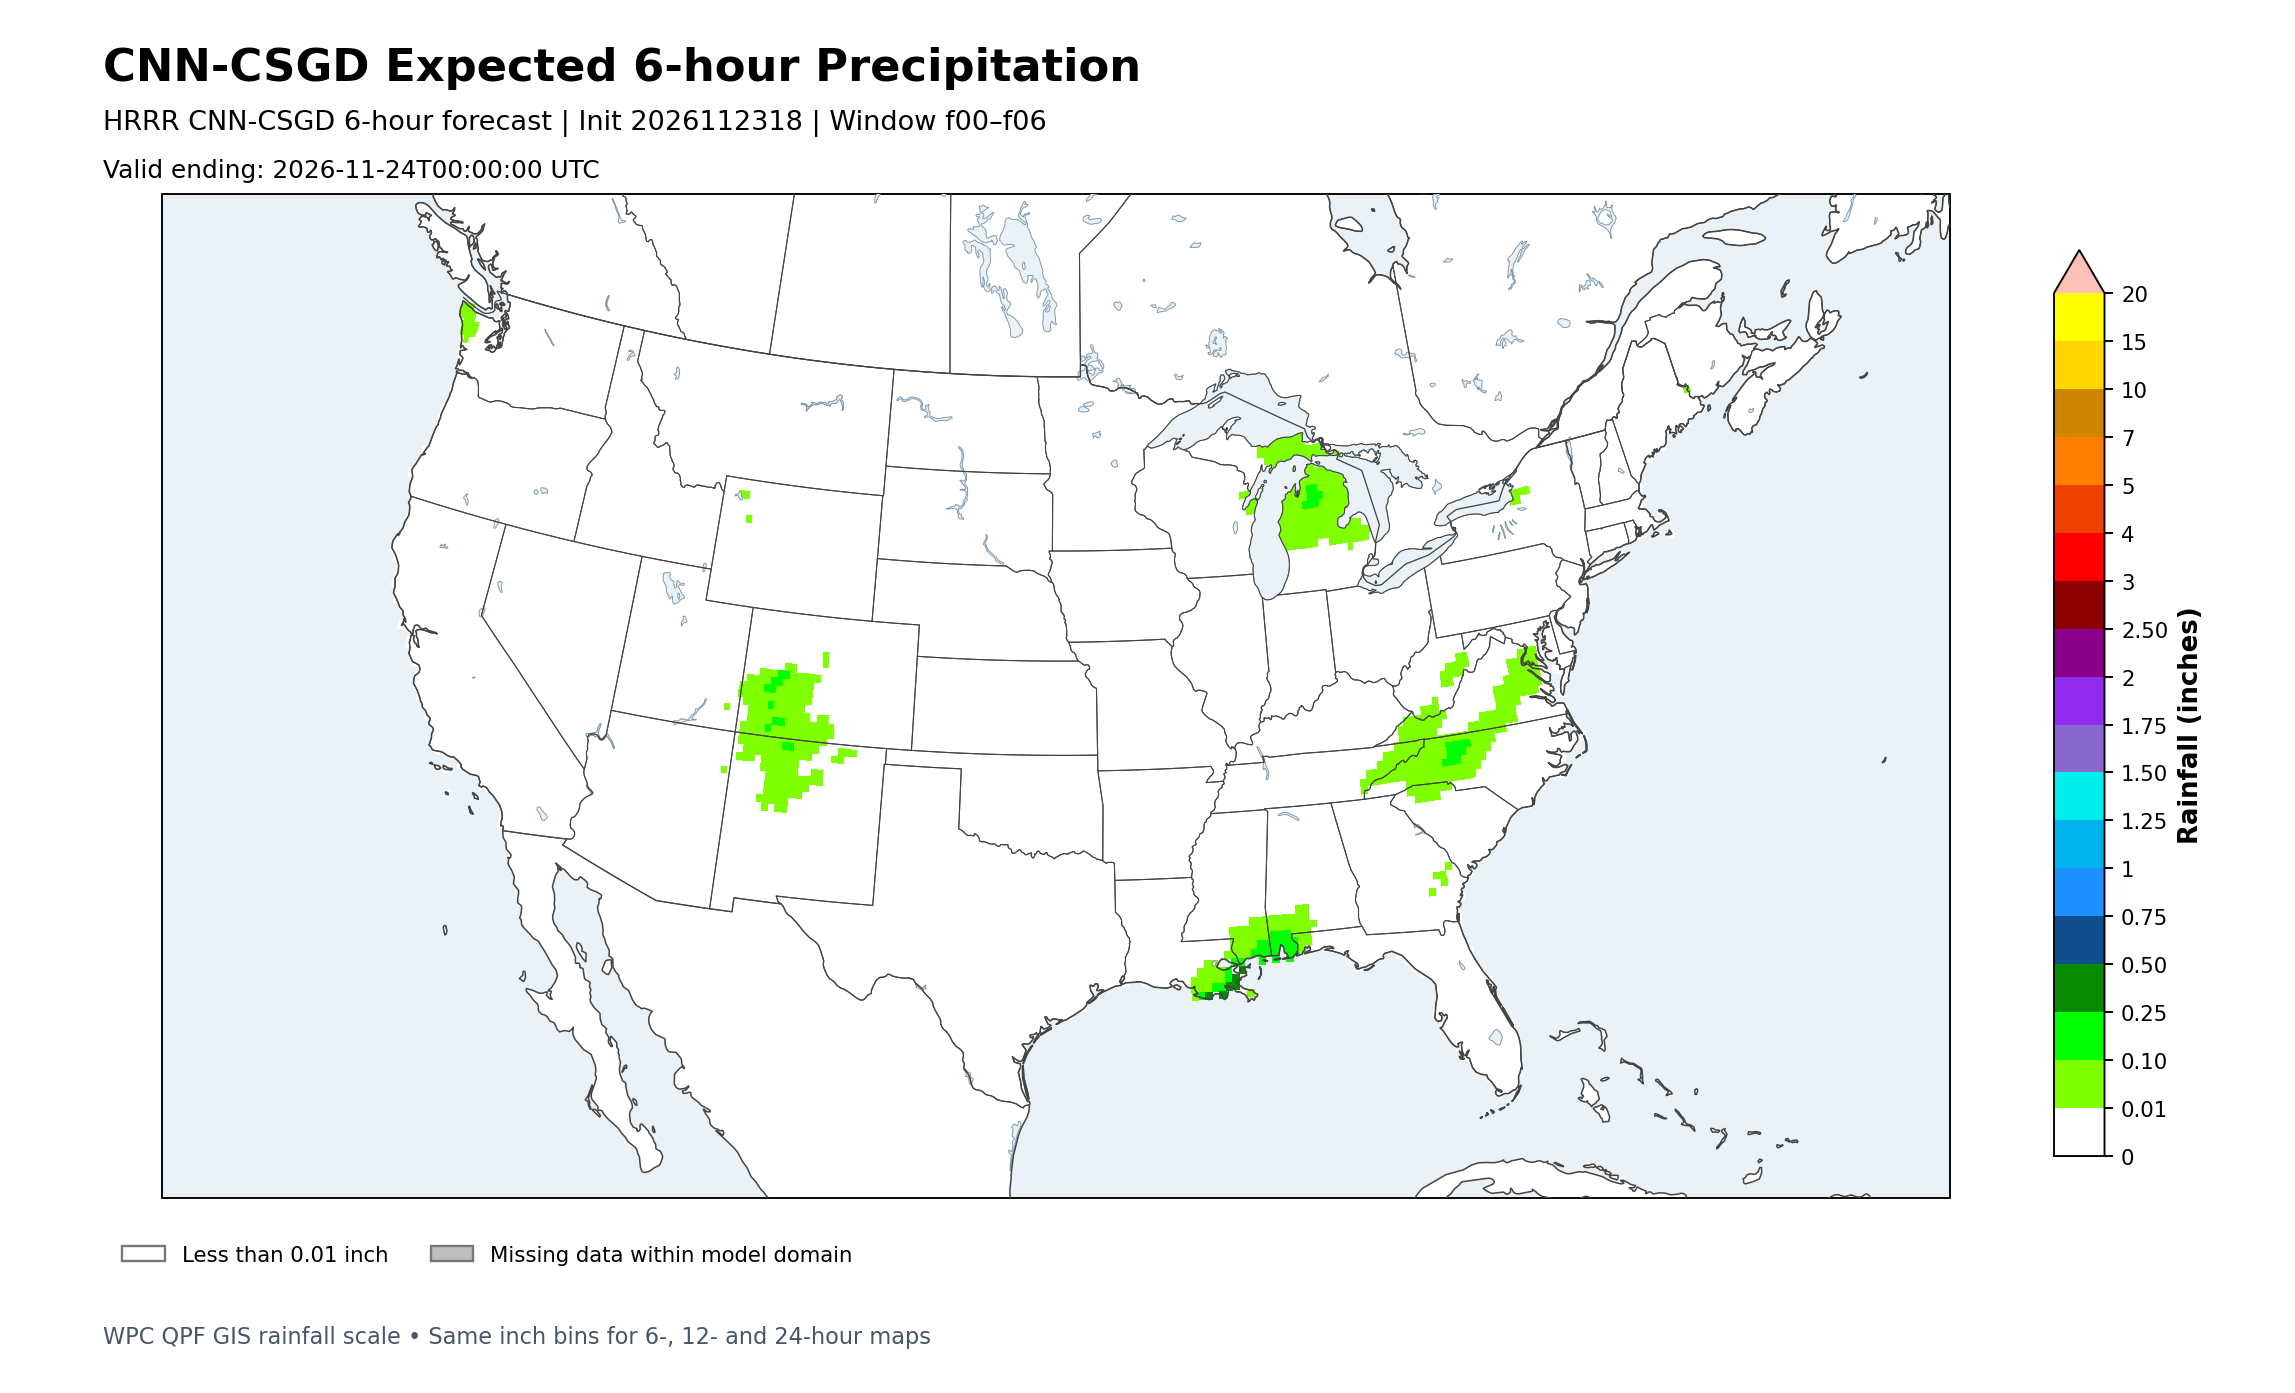 CNN-CSGD Expected 6-hour Precipitation
HRRR CNN-CSGD 6-hour forecast | Init 2026112318 | Window f00–f06
Valid ending: 2026-11-24T00:00:00 UTC
20
15
10
7
5
4
3
2.50
2
1.75
1.50
1.25
1
0.75
0.50
0.25
0.10
0.01
0
Rainfall (inches)
Less than 0.01 inch
Missing data within model domain
WPC QPF GIS rainfall scale • Same inch bins for 6-, 12- and 24-hour maps